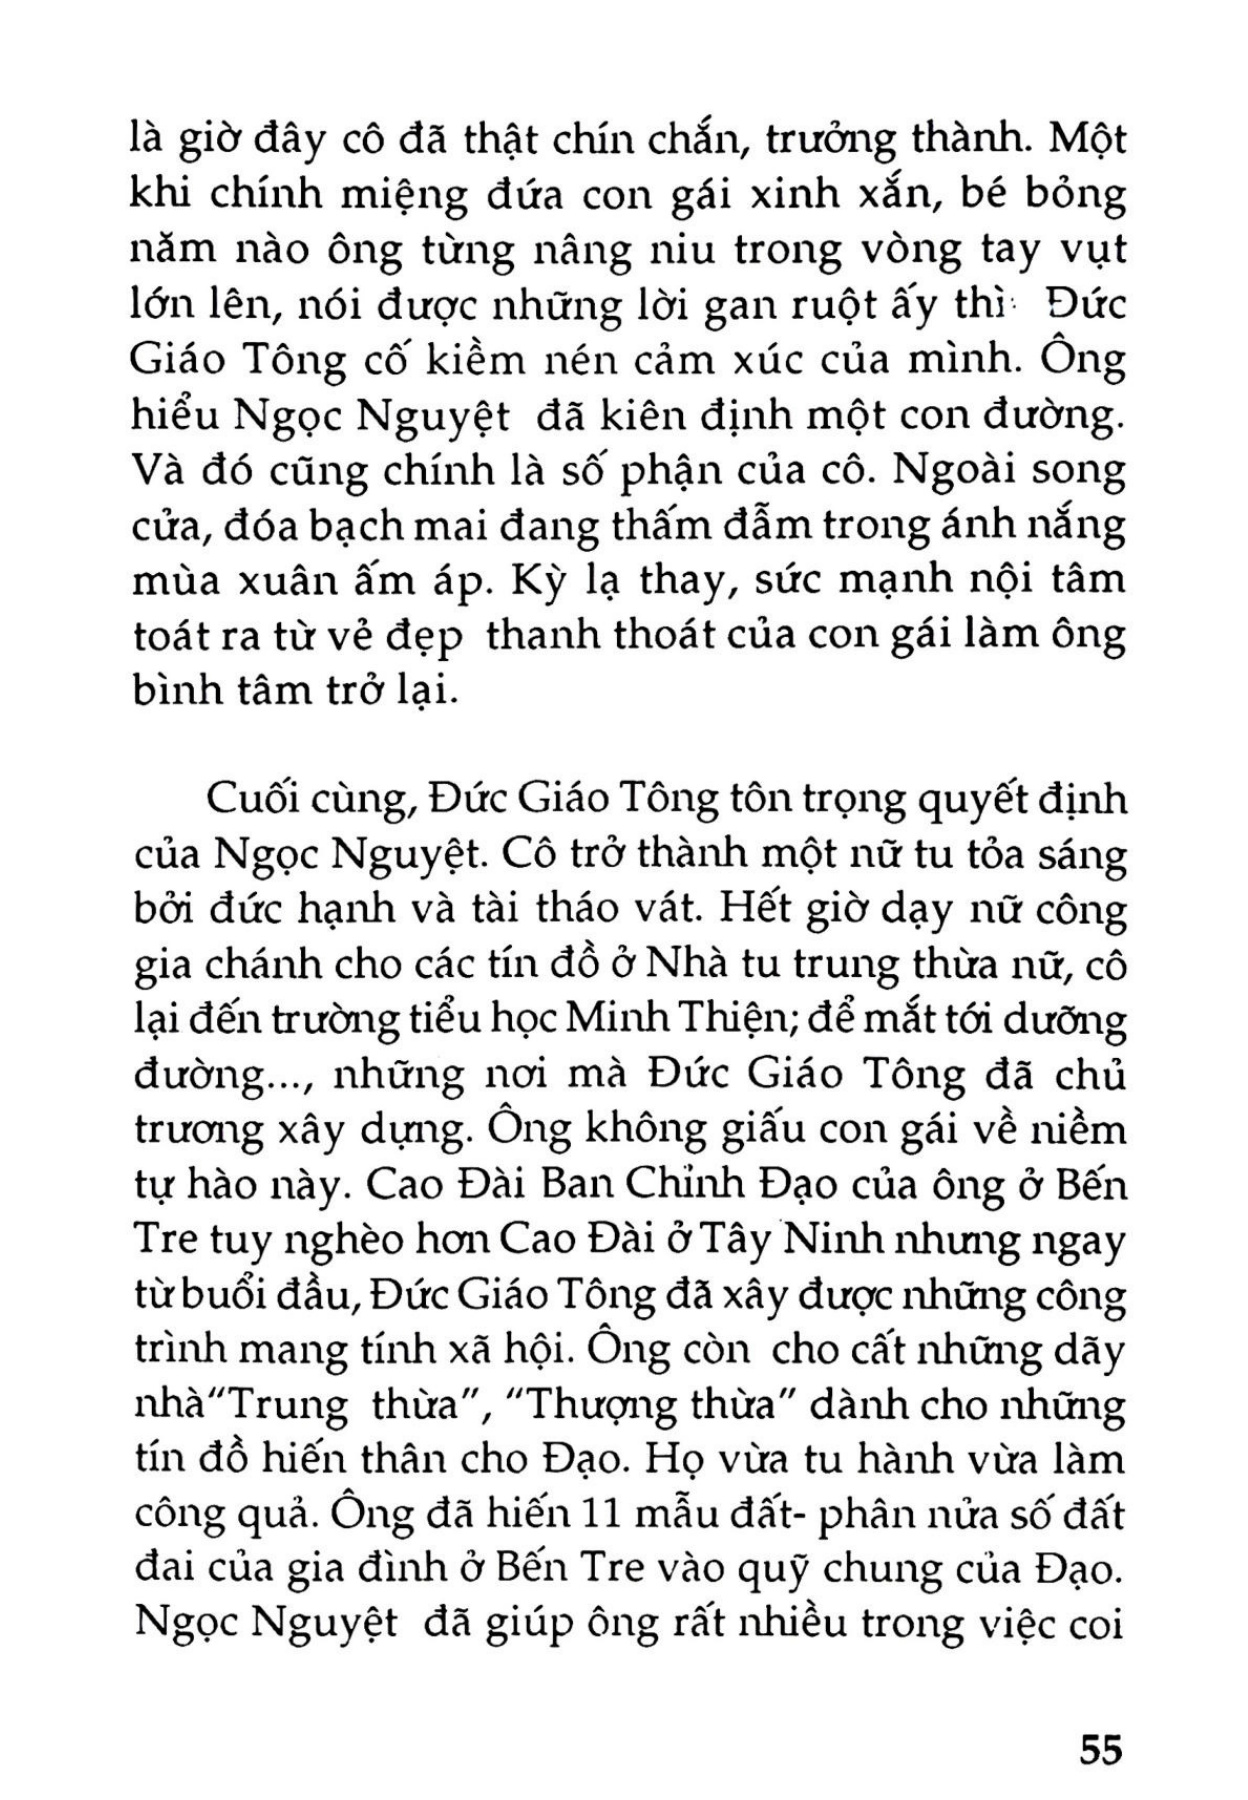 là giờ đây cô đã thật chín chắn, trưởng thành. Một
khi chính miệng đứa con gái xinh xắn, bé bỏng
năm nào ông từng nâng niu trong vòng tay vụt
lớn lên, nói được những lời gan ruột ấy thì Đức
Giáo Tông cố kiềm nén cảm xúc của mình. Ông
hiểu Ngọc Nguyệt đã kiên định một con đường.
Và đó cũng chính là số phận của cô. Ngoài song
cửa, đóa bạch mai đang thấm đẫm trong ánh nắng
mùa xuân ấm áp. Kỳ lạ thay, sức mạnh nội tâm
toát ra từ vẻ đẹp thanh thoát của con gái làm ông
bình tâm trở lại.
Cuối cùng, Đức Giáo Tông tôn trọng quyết định
của Ngọc Nguyệt. Cô trở thành một nữ tu tỏa sáng
bởi đức hạnh và tài tháo vát. Hết giờ dạy nữ công
gia chánh cho các tín đồ ở Nhà tu trung thừa nữ, cô
lại đến trường tiểu học Minh Thiện; để mắt tới dưỡng
đường..., những nơi mà Đức Giáo Tông đã chủ
trương xây dựng. Ông không giấu con gái về niềm
tự hào này. Cao Đài Ban Chỉnh Đạo của ông ở Bến
Tre tuy nghèo hơn Cao Đài ở Tây Ninh nhưng ngay
từ buổi đầu, Đức Giáo Tông đã xây được những công
trình mang tính xã hội. Ông còn cho cất những dãy
nhà"Trung thừa", "Thượng thừa" dành cho những
tín đồ hiến thân cho Đạo. Họ vừa tu hành vừa làm
công quả. Ông đã hiến 11 mẫu đất- phân nửa số đất
đai của gia đình ở Bến Tre vào quỹ chung của Đạo.
Ngọc Nguyệt đã giúp ông rất nhiều trong việc coi
55